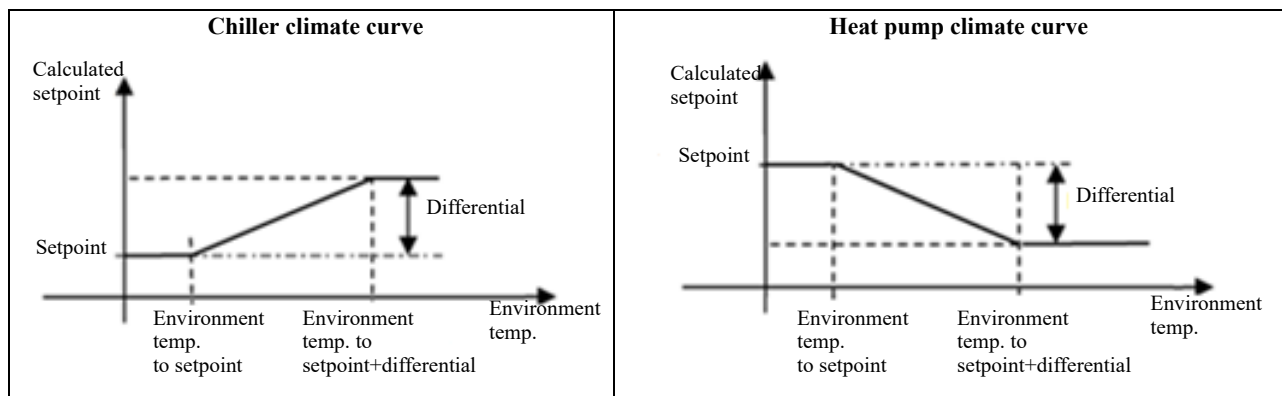 Chiller climate curve
Calculated
setpoint
Setpoint
Differential
Environment
temp.
to setpoint
Environment
temp. to
setpoint+differential
Environment
temp.
Heat pump climate curve
Calculated
setpoint
Setpoint
Differential
Environment
temp.
to setpoint
Environment
temp. to
setpoint+differential
Environment
temp.